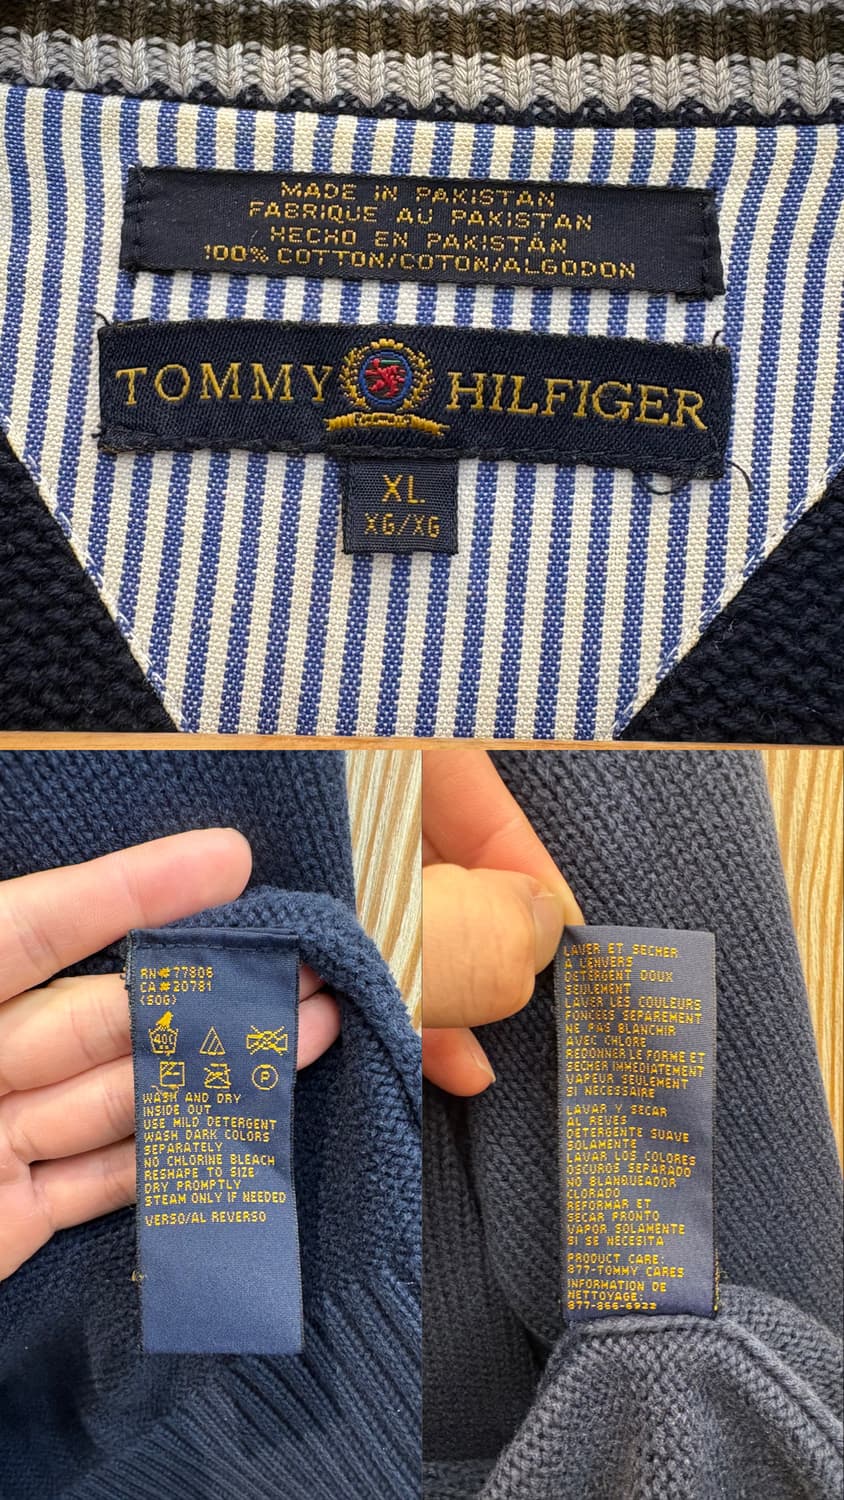 MADE IN PAKISTAN
FABRIQUE AU PAKISTAN
HECHO EN PAKISTAN
100% COTTON/COTON/ALGODON
TOMMY HILFIGER
XL
XG/XG
RN#77806
CA#20781
(SOG)
40C
P
WASH AND DRY
INSIDE OUT
USE MILD DETERGENT
WASH DARK COLORS
SEPARATELY
NO CHLORINE BLEACH
RESHAPE TO SIZE
DRY PROMPTLY
STEAM ONLY IF NEEDED
VERSO/AL REVERSO
LAVER ET SECHER
A L'ENVERS
DETERGENT DOUX
SEULEMENT
LAVER LES COULEURS
FONCEES SEPAREMENT
NE PAS BLANCHIR
AVEC CHLORE
REDONNER LE FORME ET
SECHER IMMEDIATEMENT
VAPEUR SEULEMENT
SI NECESSAIRE
LAVAR Y SECAR
AL REVES
DETERGENTE SUAVE
SOLAMENTE
LAVAR LOS COLORES
OSCUROS SEPARADO
NO BLANQUEADOR
CLORADO
REFORMAR ET
SECAR PRONTO
VAPOR SOLAMENTE
SI SE NECESITA
PRODUCT CARE:
877-TOMMY CARES
INFORMATION DE
NETTOYAGE:
877-866-6922